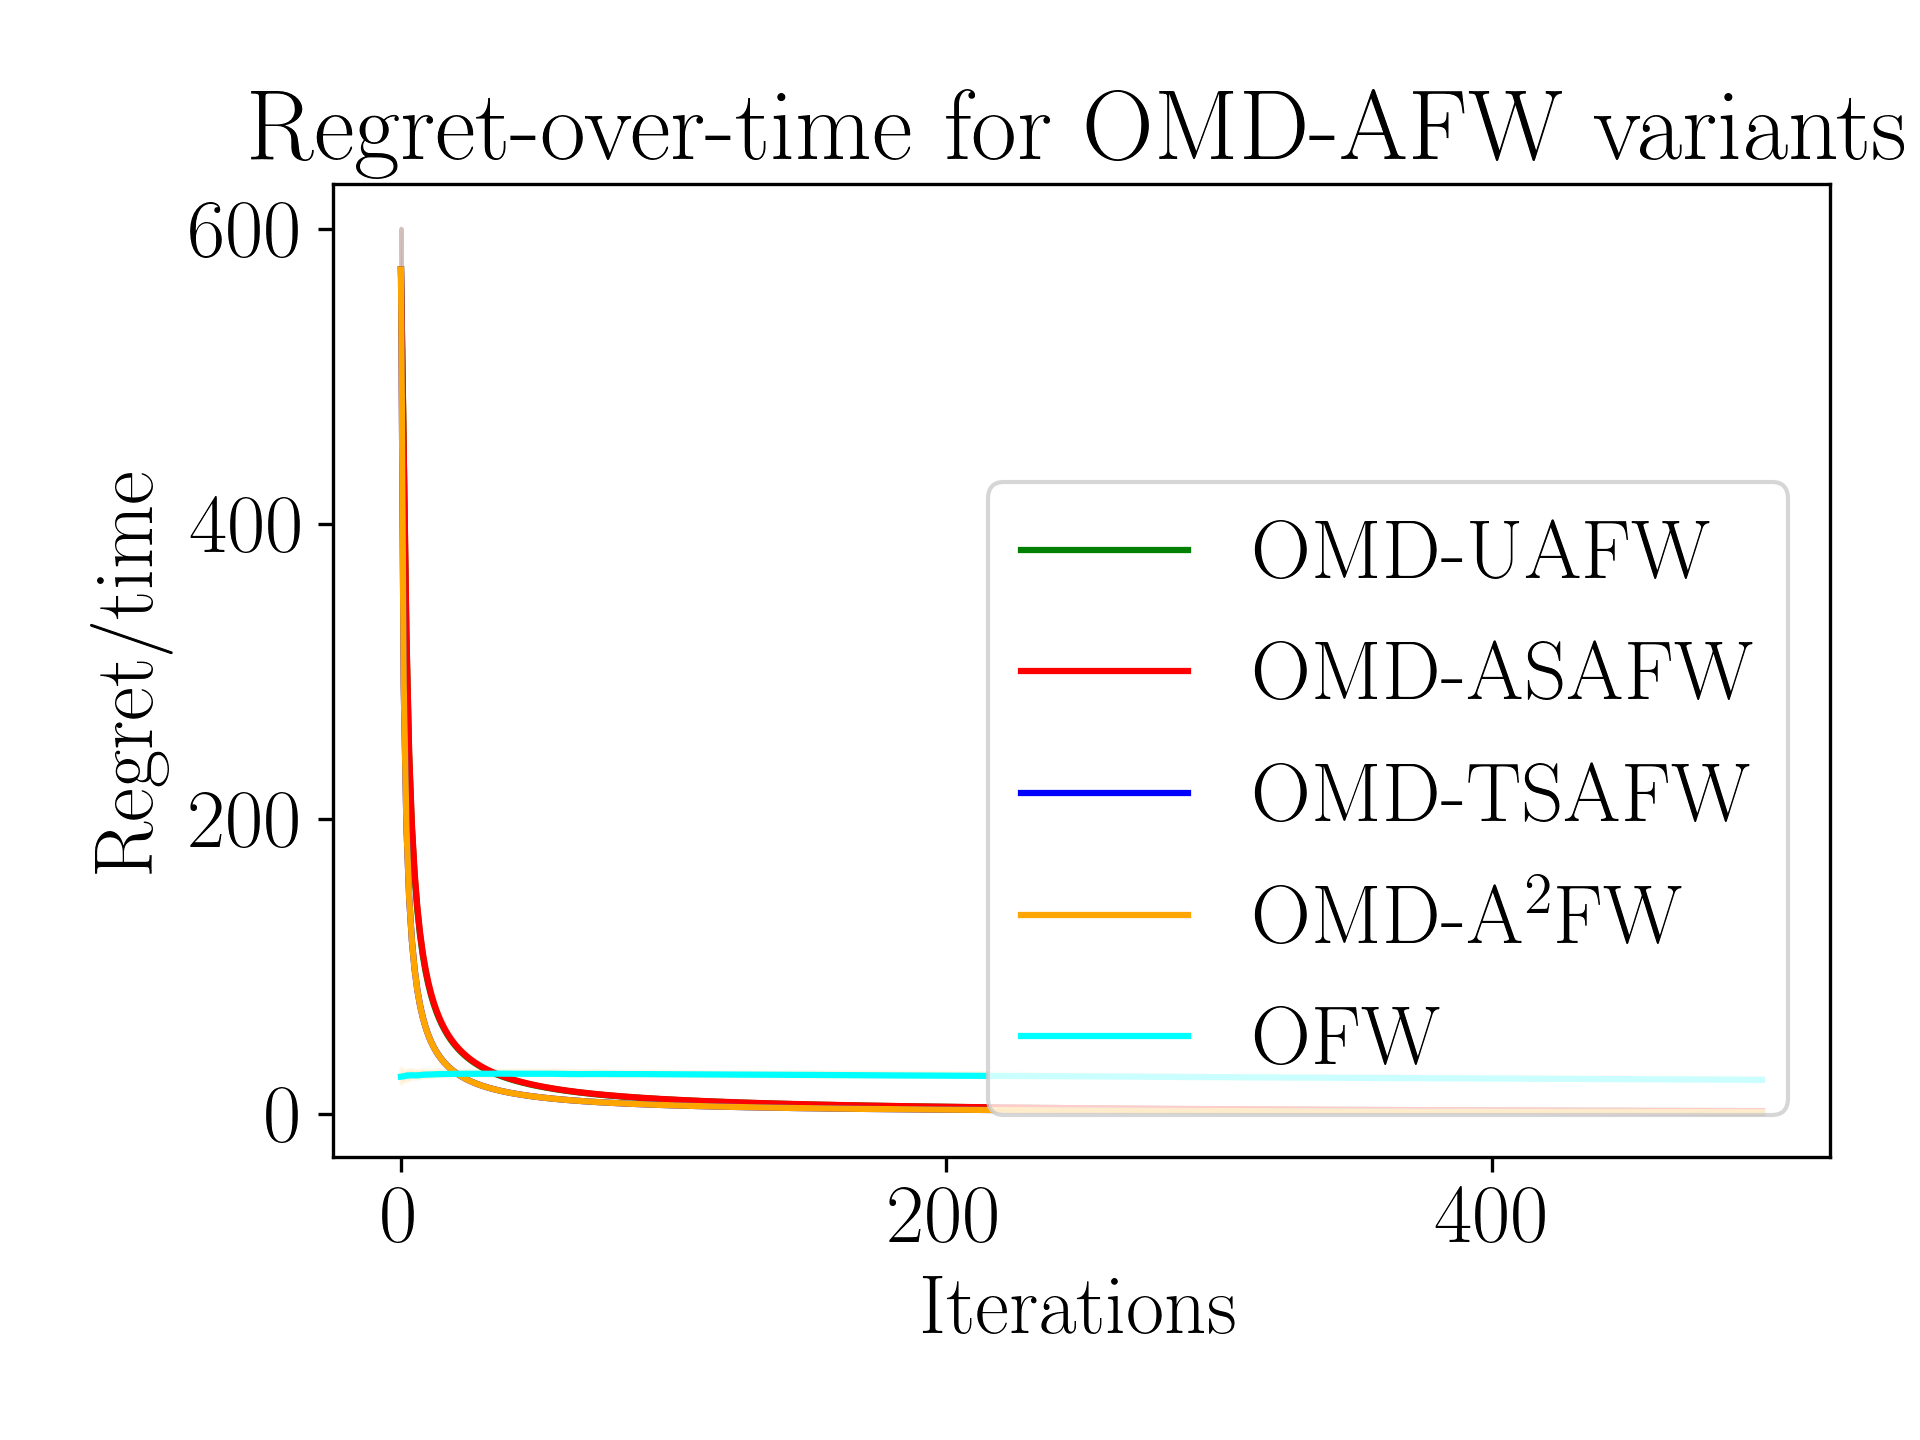 Regret-over-time for OMD-AFW variants
Regret/time
600
400
200
0
OMD-UAFW
OMD-ASAFW
OMD-TSAFW
OMD-A²FW
OFW
0 200 400
Iterations